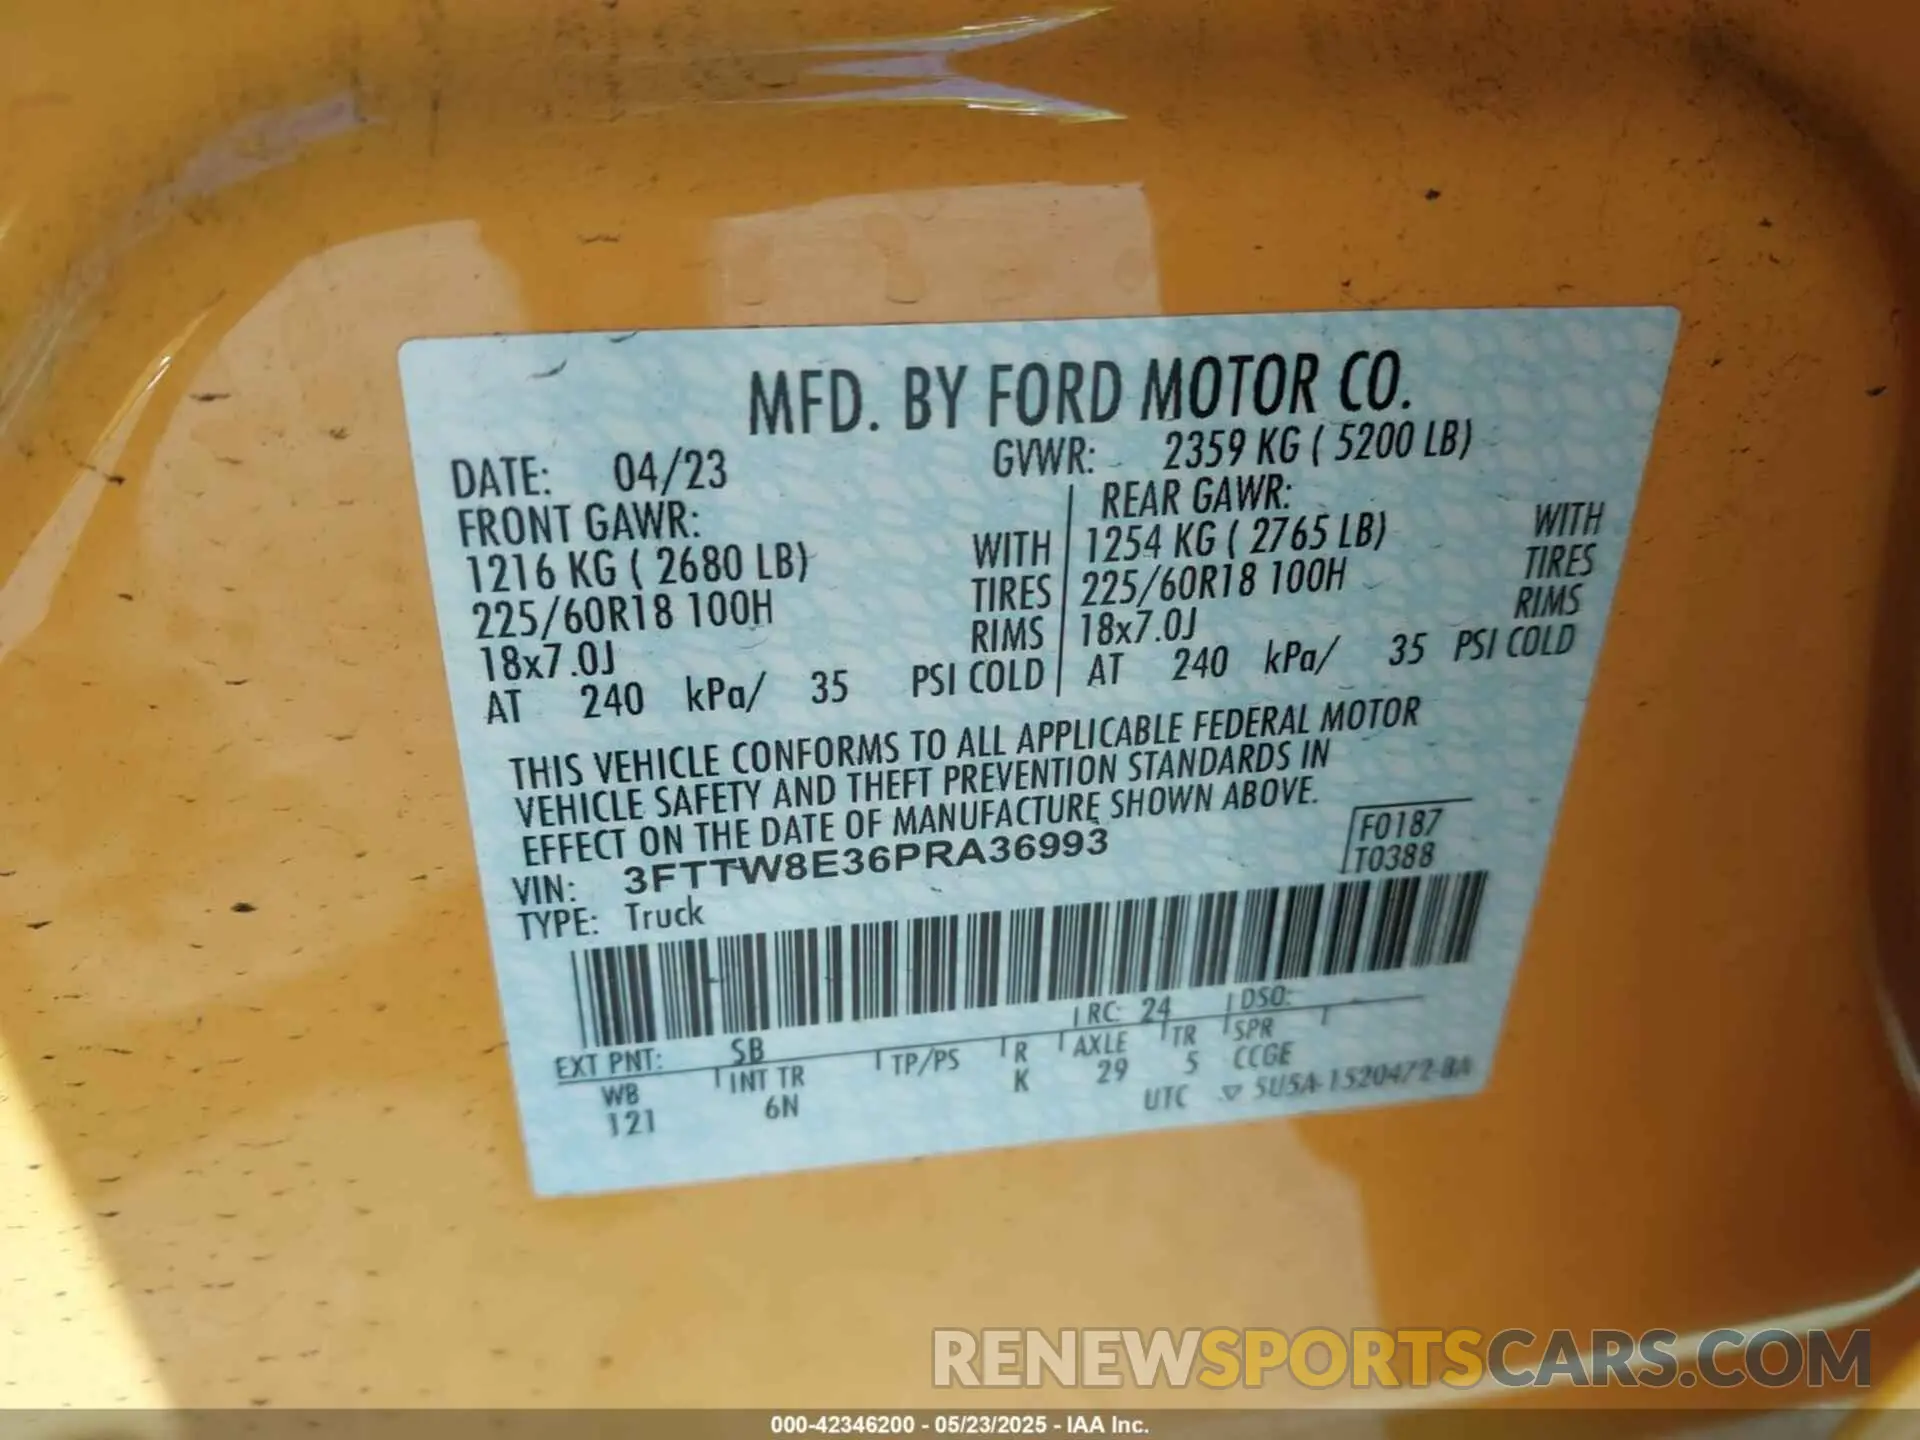 MFD. BY FORD MOTOR CO.
DATE: 04/23 GVWR: 2359 KG ( 5200 LB)
FRONT GAWR: REAR GAWR:
1216 KG ( 2680 LB) WITH 1254 KG ( 2765 LB) WITH
225/60R18 100H TIRES 225/60R18 100H TIRES
18x7.0J RIMS 18x7.0J RIMS
AT 240 kPa/ 35 PSI COLD AT 240 kPa/ 35 PSI COLD
THIS VEHICLE CONFORMS TO ALL APPLICABLE FEDERAL MOTOR
VEHICLE SAFETY AND THEFT PREVENTION STANDARDS IN
EFFECT ON THE DATE OF MANUFACTURE SHOWN ABOVE.
VIN: 3FTTW8E36PRA36993 F0187
TYPE: Truck T0388
EXT PNT: SB RC: 24 DSO:
WB INT TR TP/PS R AXLE TR SPR
121 6N K 29 5 CCGE
UTC ▽ 5U5A-1520472-BA
RENEWSPORTSCARS.COM
000-42346200 - 05/23/2025 - IAA Inc.